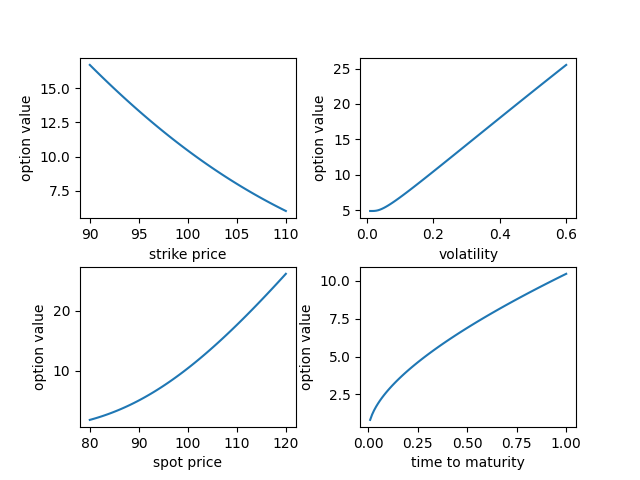 option value
15.0
12.5
10.0
7.5
90 95 100 105 110
strike price
option value
25
20
15
10
5
0.0 0.2 0.4 0.6
volatility
option value
20
10
80 90 100 110 120
spot price
option value
10.0
7.5
5.0
2.5
0.00 0.25 0.50 0.75 1.00
time to maturity